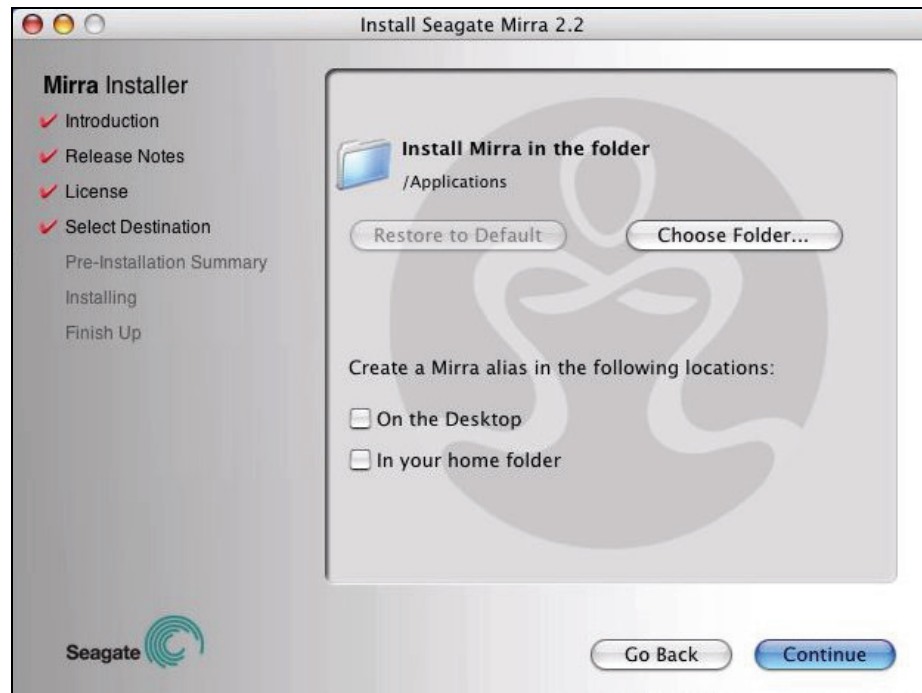 Install Seagate Mirra 2.2
Mirra Installer
Introduction
Release Notes
License
Select Destination
Pre-Installation Summary
Installing
Finish Up
Install Mirra in the folder
/Applications
Restore to Default
Choose Folder...
Create a Mirra alias in the following locations:
On the Desktop
In your home folder
Seagate
Go Back
Continue